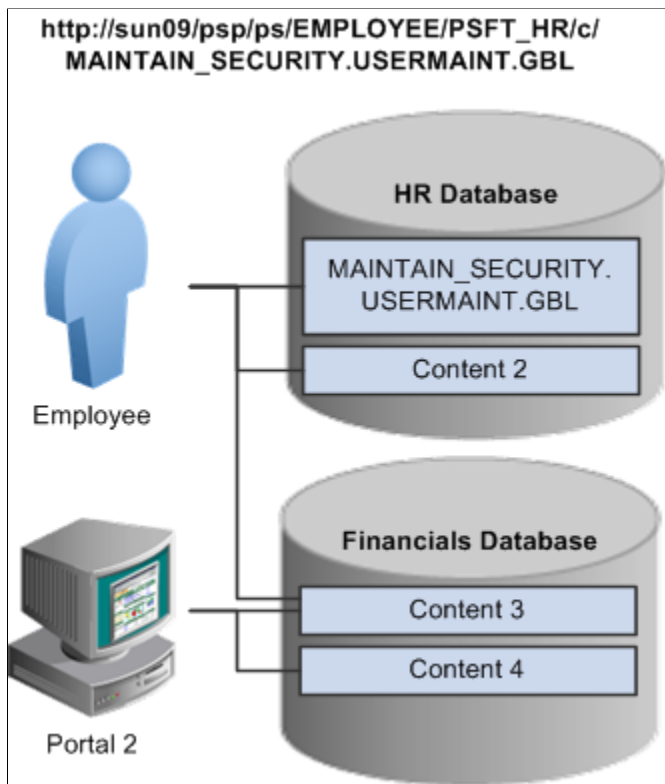 http://sun09/psp/ps/EMPLOYEE/PSFT_HR/c/
MAINTAIN_SECURITY.USERMAINT.GBL
HR Database
MAINTAIN_SECURITY.
USERMAINT.GBL
Content 2
Employee
Financials Database
Content 3
Content 4
Portal 2